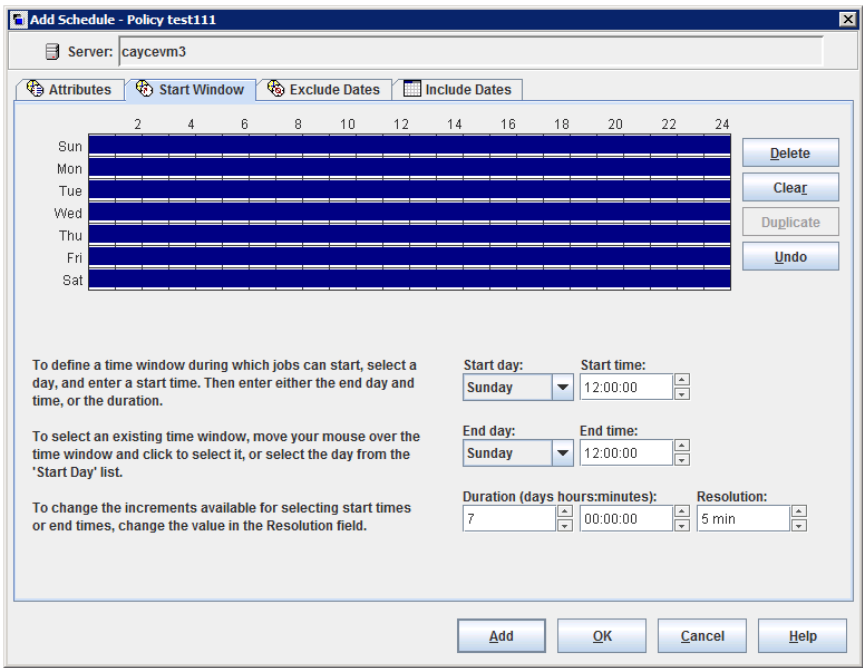 Add Schedule - Policy test111
Server: caycevm3
Attributes Start Window Exclude Dates Include Dates
2 4 6 8 10 12 14 16 18 20 22 24
Sun
Mon
Tue
Wed
Thu
Fri
Sat
Delete
Clear
Duplicate
Undo
To define a time window during which jobs can start, select a
day, and enter a start time. Then enter either the end day and
time, or the duration.
To select an existing time window, move your mouse over the
time window and click to select it, or select the day from the
'Start Day' list.
To change the increments available for selecting start times
or end times, change the value in the Resolution field.
Start day: Start time:
Sunday 12:00:00
End day: End time:
Sunday 12:00:00
Duration (days hours:minutes): Resolution:
7 00:00:00 5 min
Add OK Cancel Help